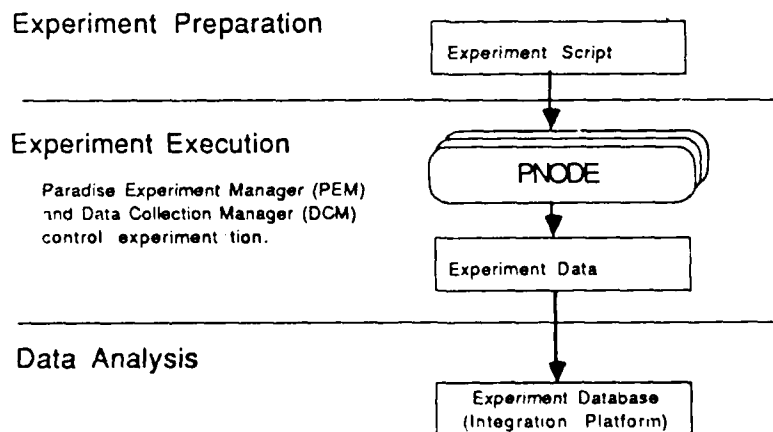 Experiment Preparation
Experiment Script
Experiment Execution
PNODE
Paradise Experiment Manager (PEM)
and Data Collection Manager (DCM)
control experiment tion.
Experiment Data
Data Analysis
Experiment Database
(Integration Platform)